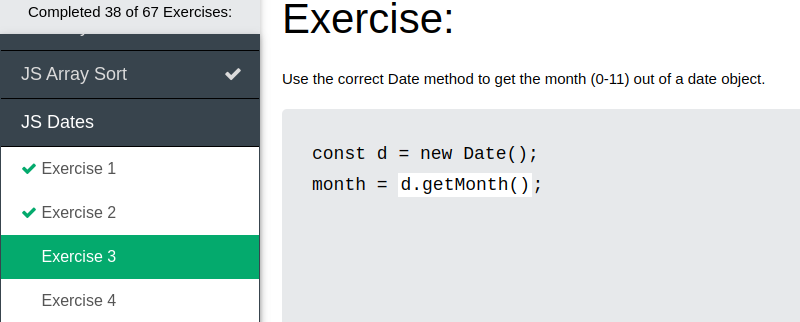 Completed 38 of 67 Exercises:
JS Array Sort
JS Dates
Exercise 1
Exercise 2
Exercise 3
Exercise 4
Exercise:
Use the correct Date method to get the month (0-11) out of a date object.
const d = new Date();
month = d.getMonth();